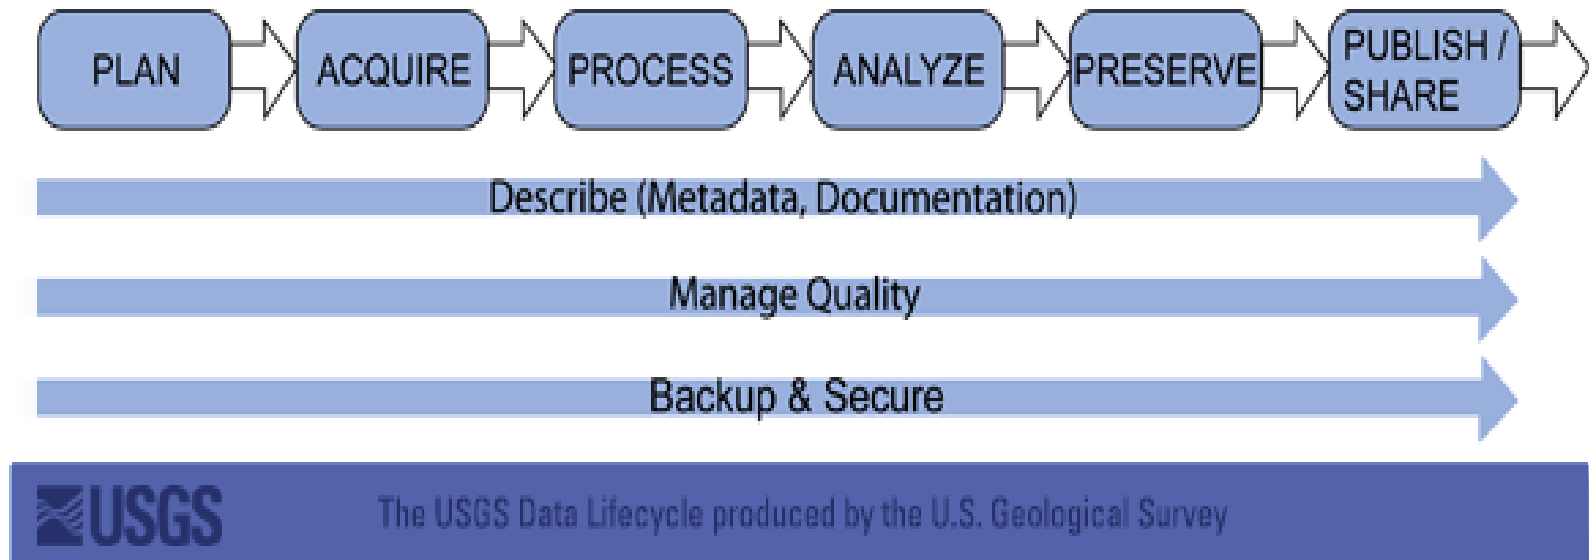 PLAN
ACQUIRE
PROCESS
ANALYZE
PRESERVE
PUBLISH /
SHARE
Describe (Metadata, Documentation)
Manage Quality
Backup & Secure
USGS
The USGS Data Lifecycle produced by the U.S. Geological Survey